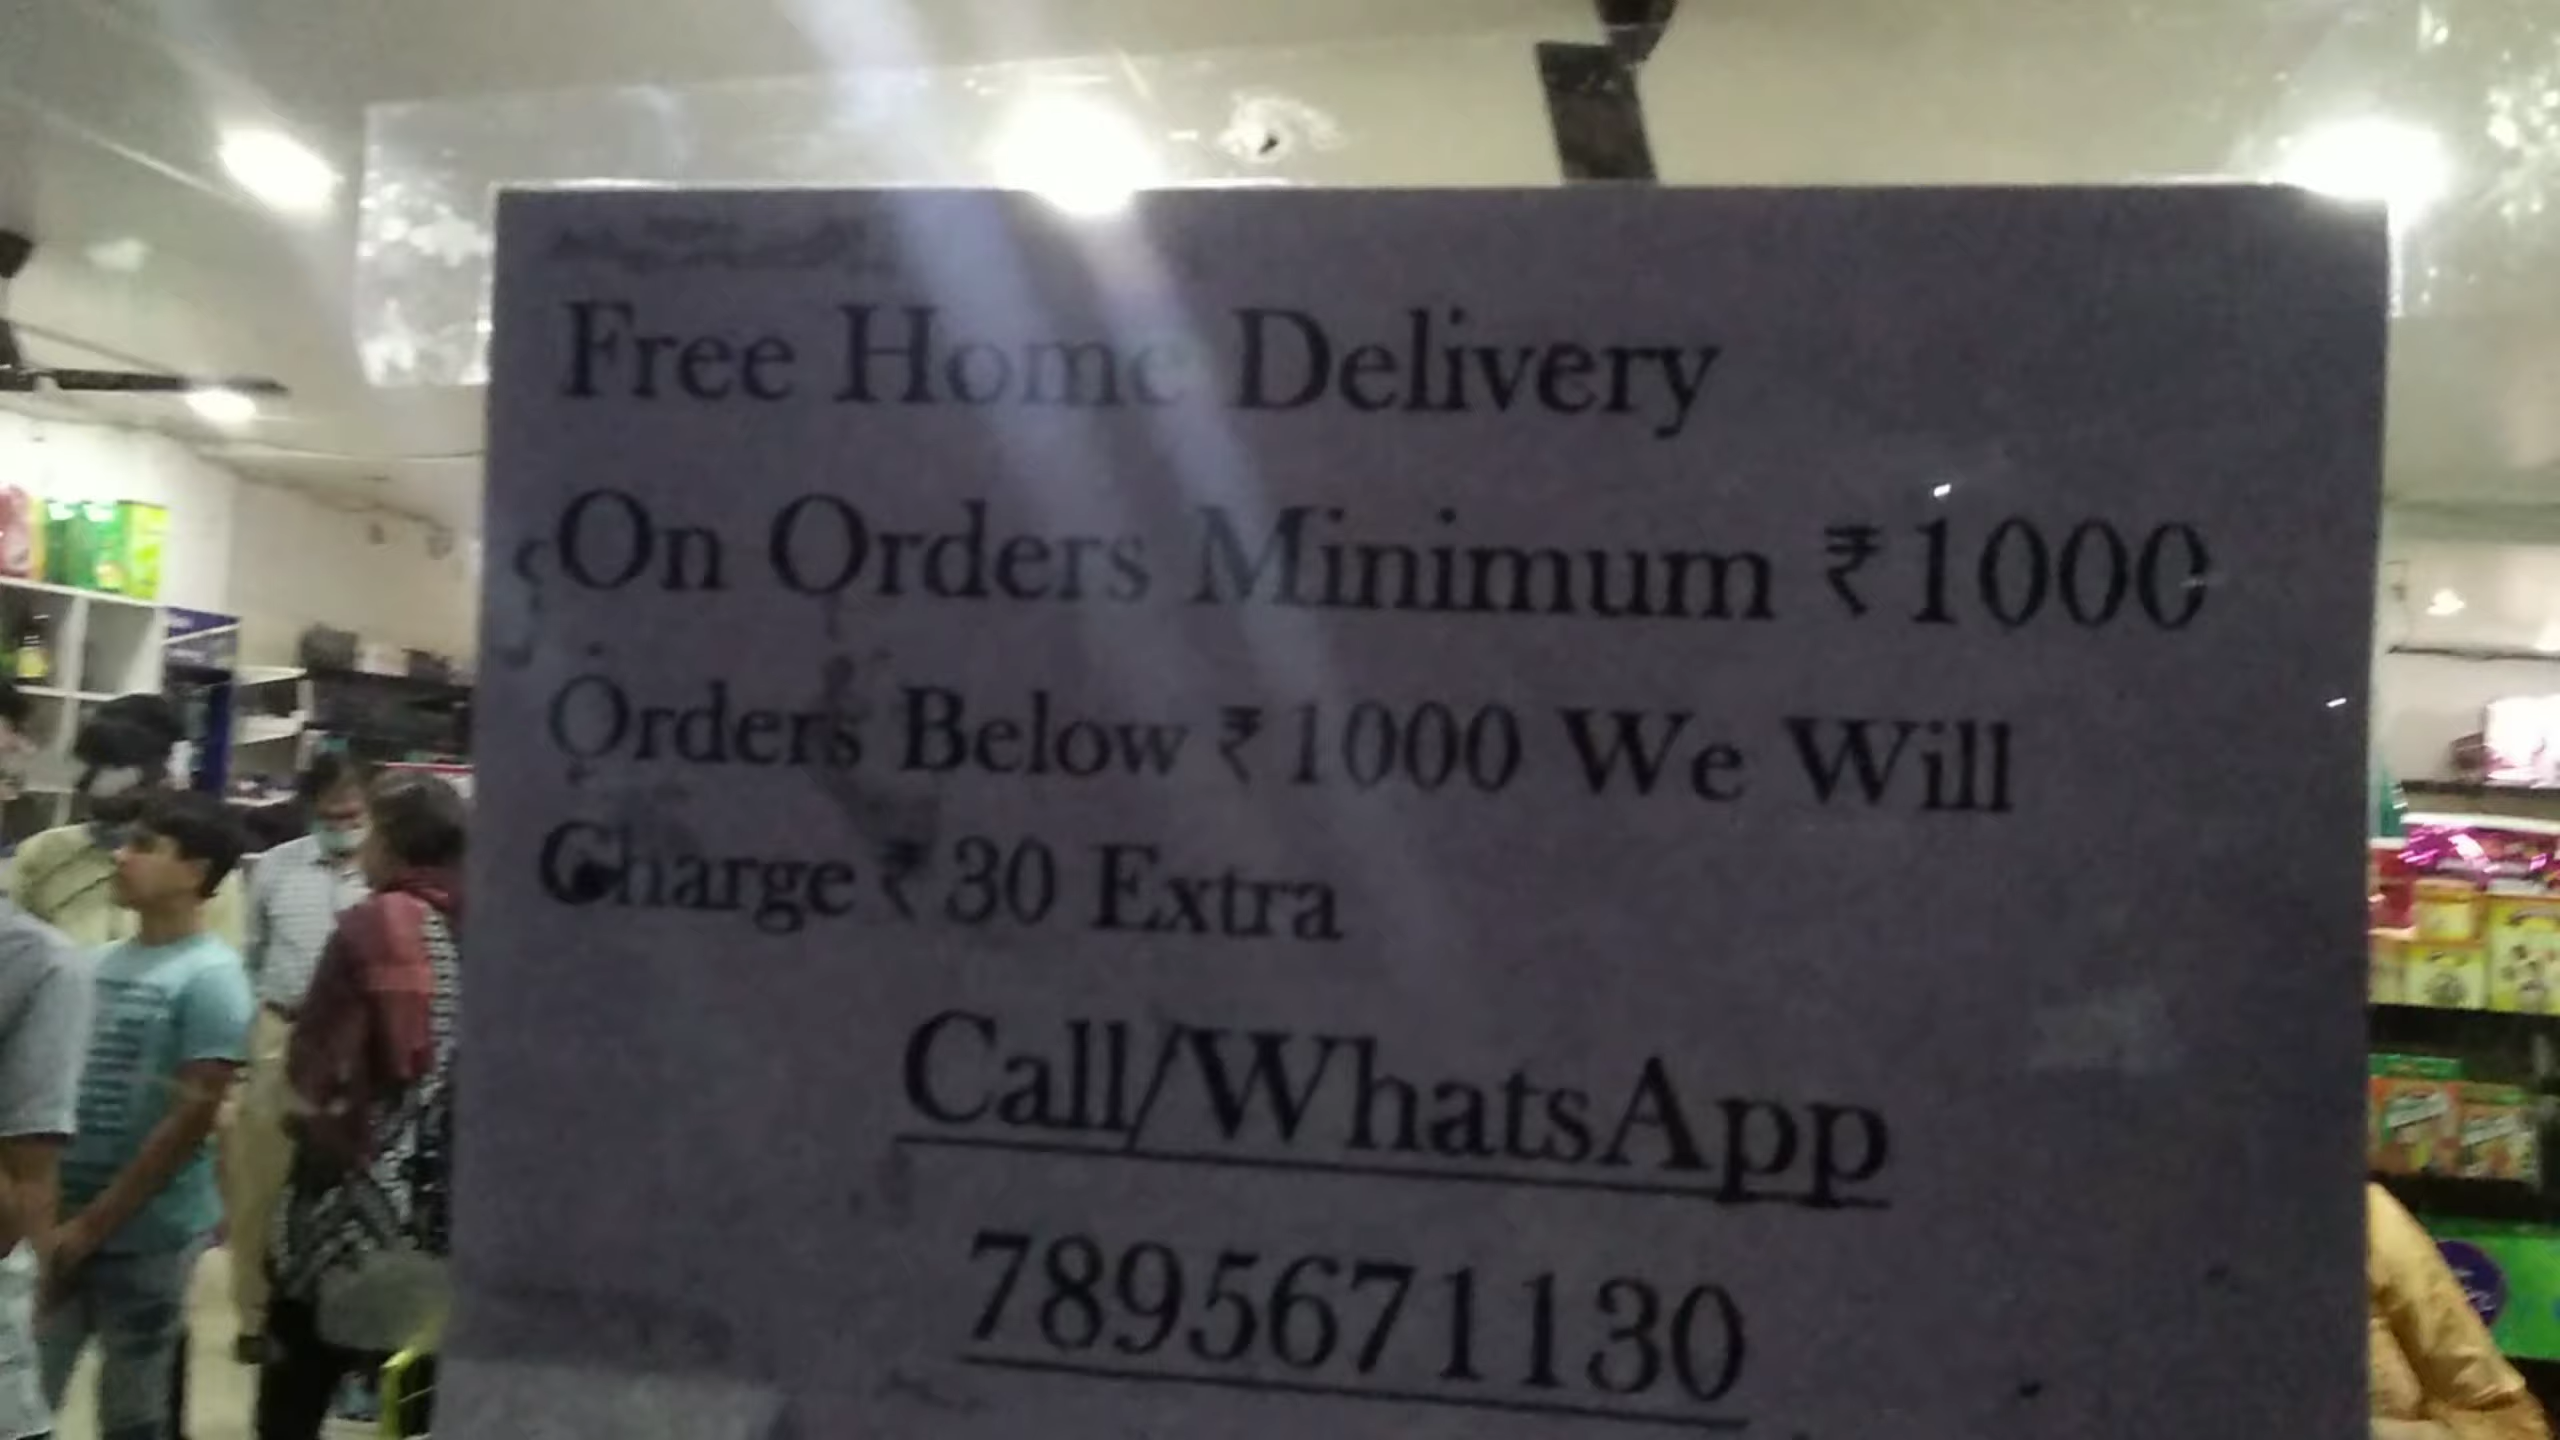 Free Home Delivery
On Orders Minimum ₹1000
Orders Below ₹1000 We Will
Charge ₹30 Extra
Call/WhatsApp
7895671130